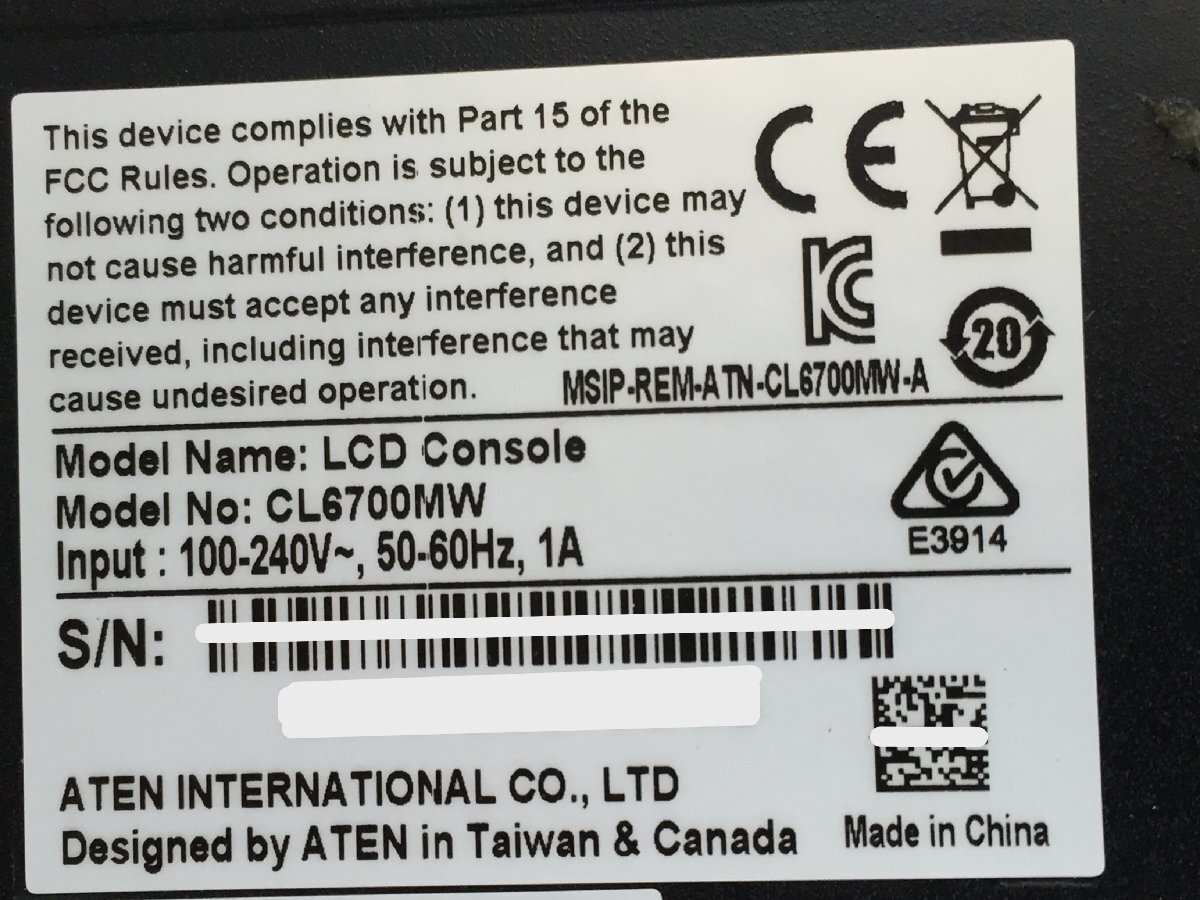 This device complies with Part 15 of the
FCC Rules. Operation is subject to the
following two conditions: (1) this device may
not cause harmful interference, and (2) this
device must accept any interference
received, including interference that may
cause undesired operation.
CE
KC
20
MSIP-REM-ATN-CL6700MW-A
Model Name: LCD Console
Model No: CL6700MW
Input : 100-240V~, 50-60Hz, 1A
E3914
S/N:
ATEN INTERNATIONAL CO., LTD
Designed by ATEN in Taiwan & Canada
Made in China